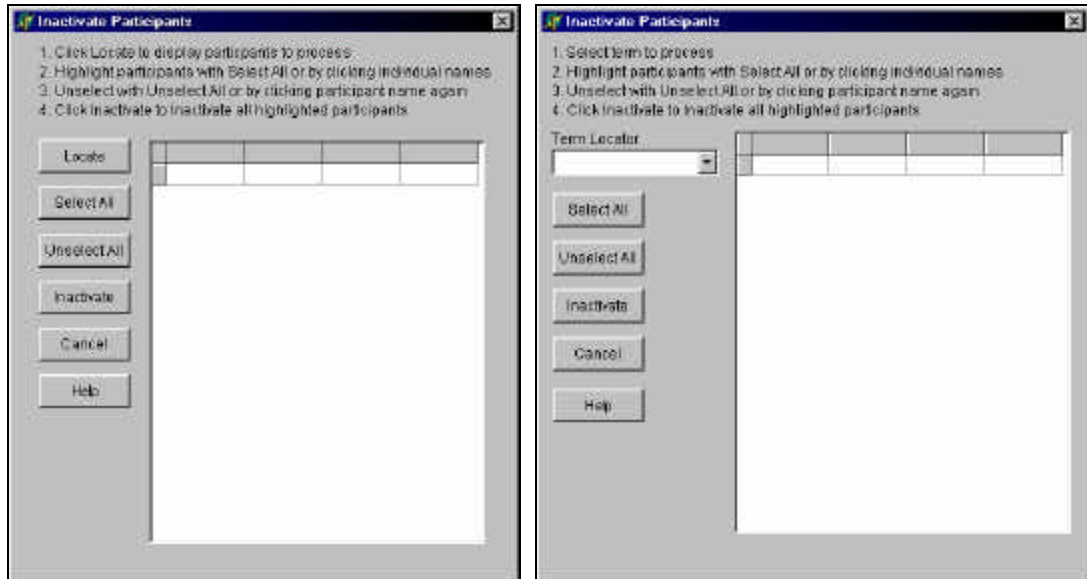 Inactivate Participants
1. Click Locate to display participants to process
2. Highlight participants with Select All or by clicking individual names
3. Unselect with Unselect All or by clicking participant name again
4. Click Inactivate to Inactivate all highlighted participants
Locate
Select All
Unselect All
Inactivate
Cancel
Help
Inactivate Participants
1. Select term to process
2. Highlight participants with Select All or by clicking individual names
3. Unselect with Unselect All or by clicking participant name again
4. Click Inactivate to Inactivate all highlighted participants
Term Locator
Select All
Unselect All
Inactivate
Cancel
Help